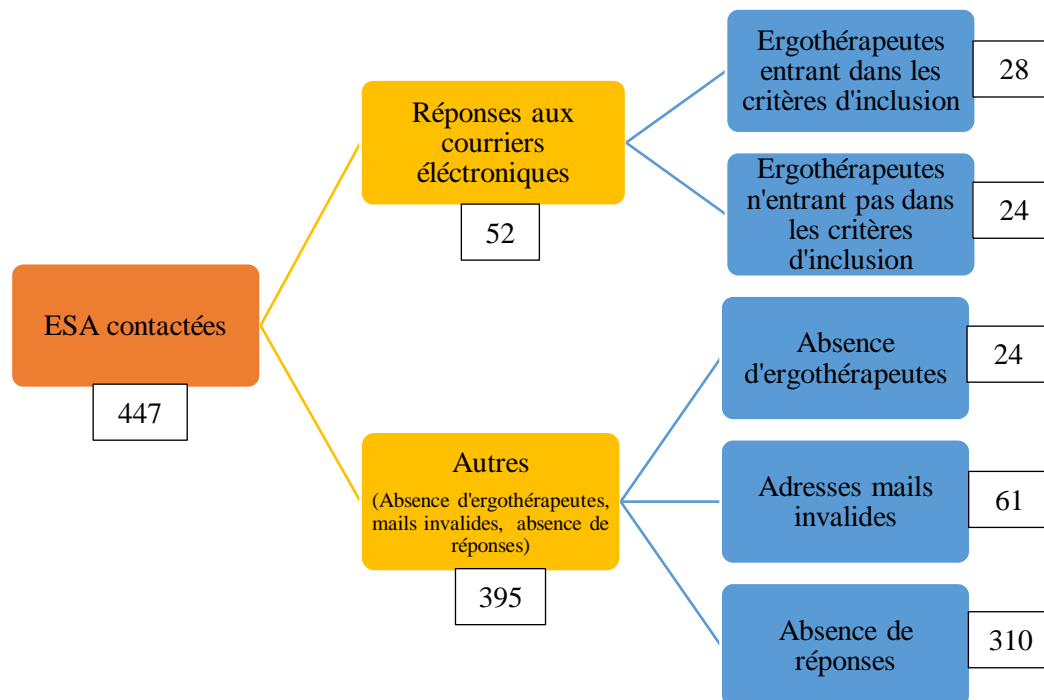 ESA contactées
447
Réponses aux
courriers
éléctroniques
52
Ergothérapeutes
entrant dans les
critères d'inclusion
28
Ergothérapeutes
n'entrant pas dans
les critères
d'inclusion
24
Autres
(Absence d'ergothérapeutes,
mails invalides, absence de
réponses)
395
Absence
d'ergothérapeutes
24
Adresses mails
invalides
61
Absence de
réponses
310